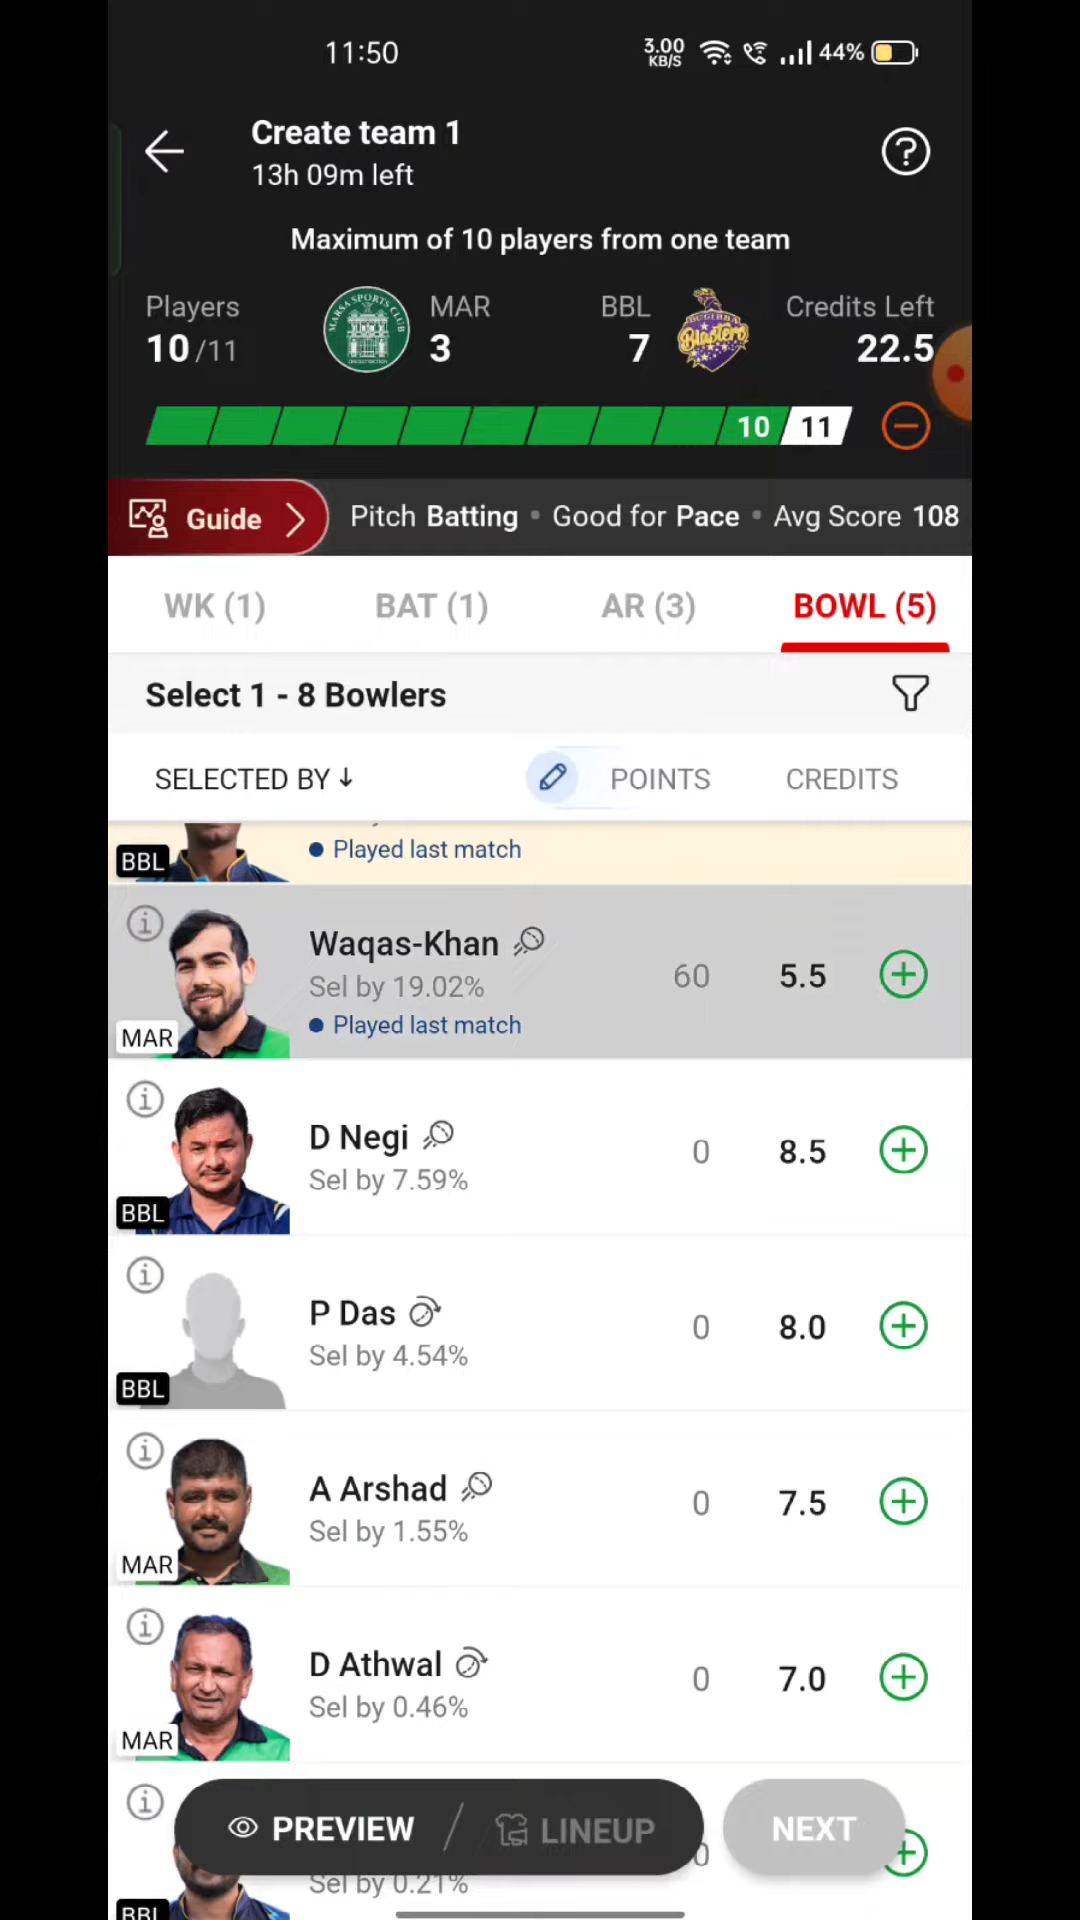 11:50
3.00
KB/S
44%
Create team 1
13h 09m left
?
Maximum of 10 players from one team
Players
10/11
MARSA SPORTS CLUB
MAR
3
BBL
7
Blasters
Credits Left
22.5
10 11
Guide
Pitch Batting • Good for Pace • Avg Score 108
WK (1) BAT (1) AR (3) BOWL (5)
Select 1 - 8 Bowlers
SELECTED BY ↓ POINTS CREDITS
BBL
Played last match
Waqas-Khan
Sel by 19.02%
Played last match
MAR
60 5.5
D Negi
Sel by 7.59%
BBL
0 8.5
P Das
Sel by 4.54%
BBL
0 8.0
A Arshad
Sel by 1.55%
MAR
0 7.5
D Athwal
Sel by 0.46%
MAR
0 7.0
PREVIEW / LINEUP
NEXT
Sel by 0.21%
BBL